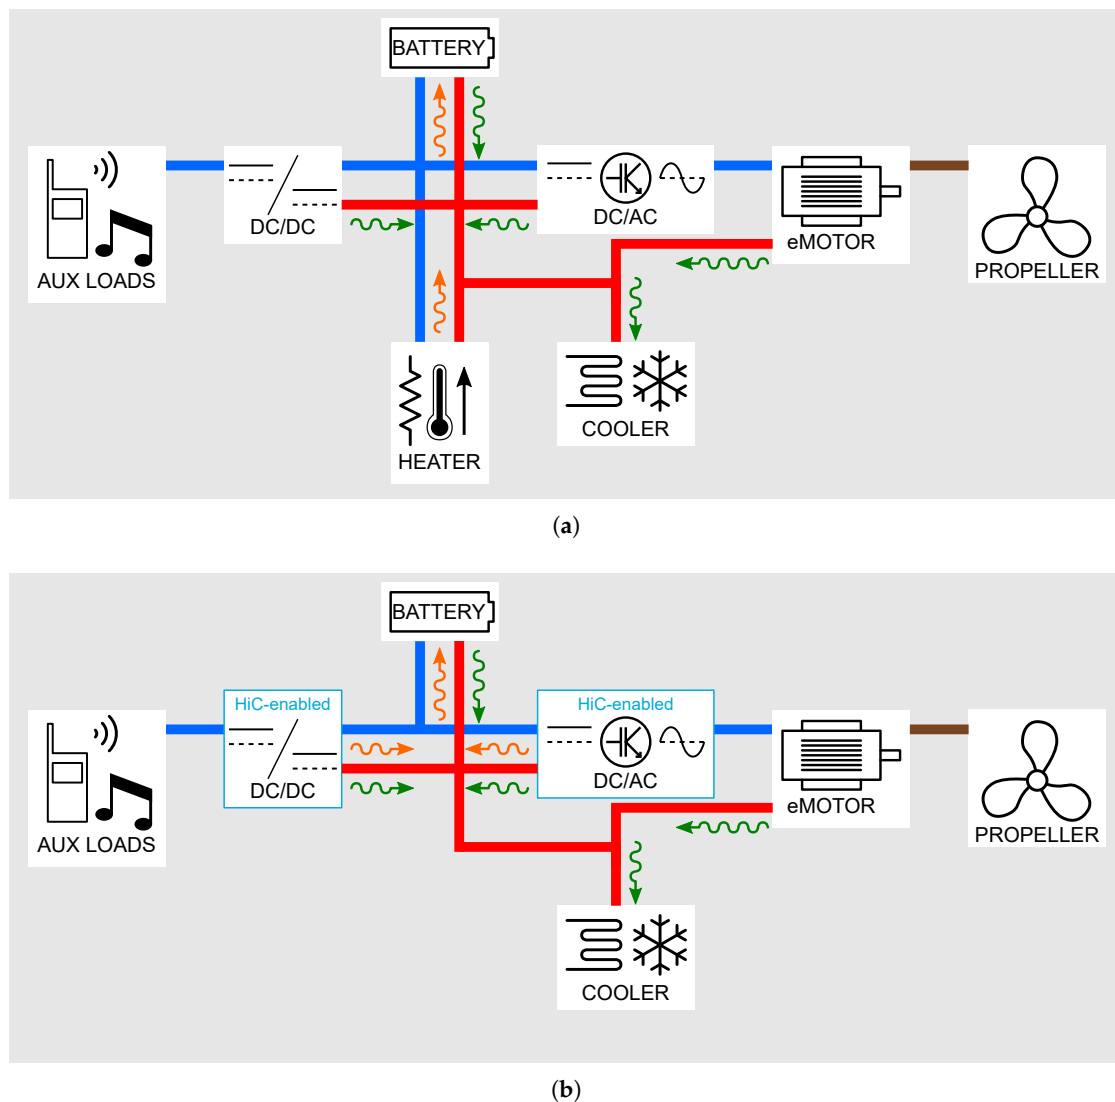 BATTERY
AUX LOADS
DC/DC
DC/AC
eMOTOR
PROPELLER
HEATER
COOLER
(a)
BATTERY
HiC-enabled
HiC-enabled
AUX LOADS
DC/DC
DC/AC
eMOTOR
PROPELLER
COOLER
(b)